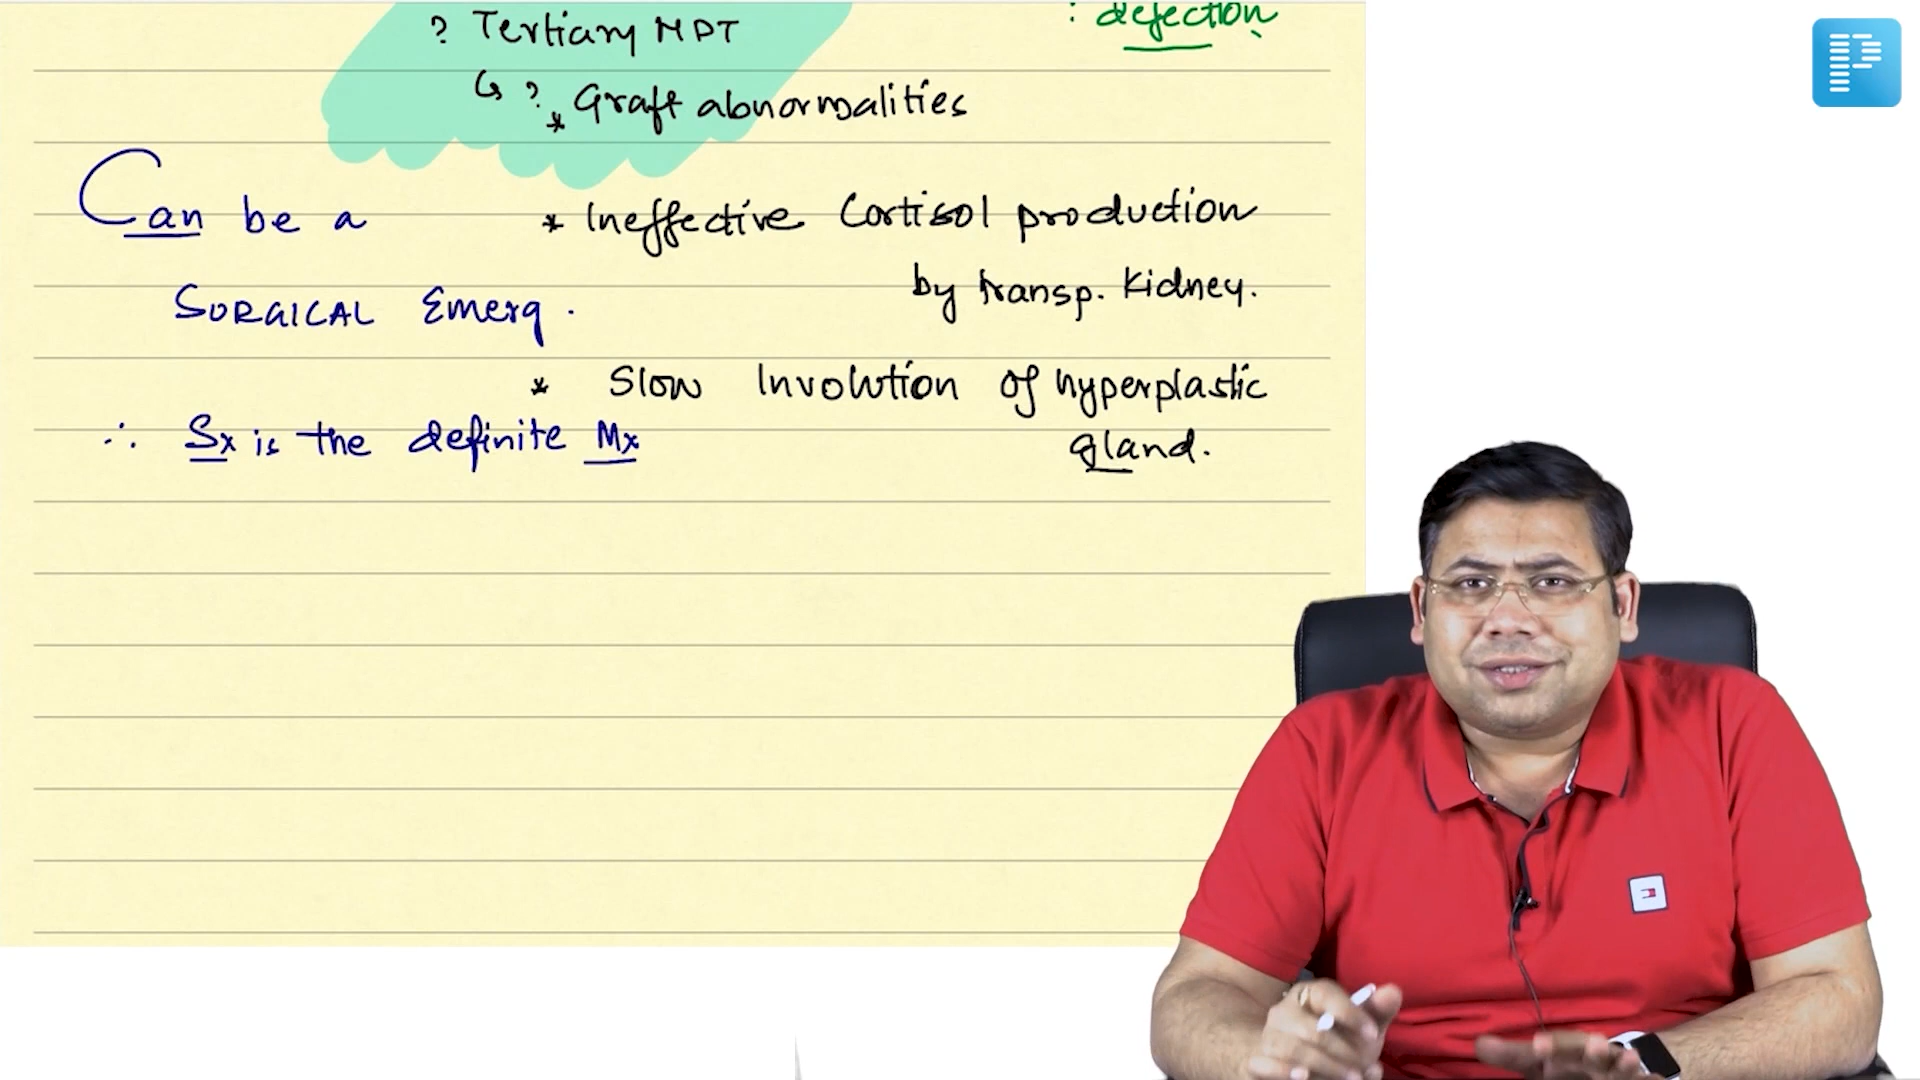 ? Tertiary HPT
: defection
↳ ? * Graft abnormalities
Can be a
* Ineffective Cortisol production
by transp. Kidney.
SURGICAL Emerg.
* Slow Involution of hyperplastic
gland.
∴ Sx is the definite Mx